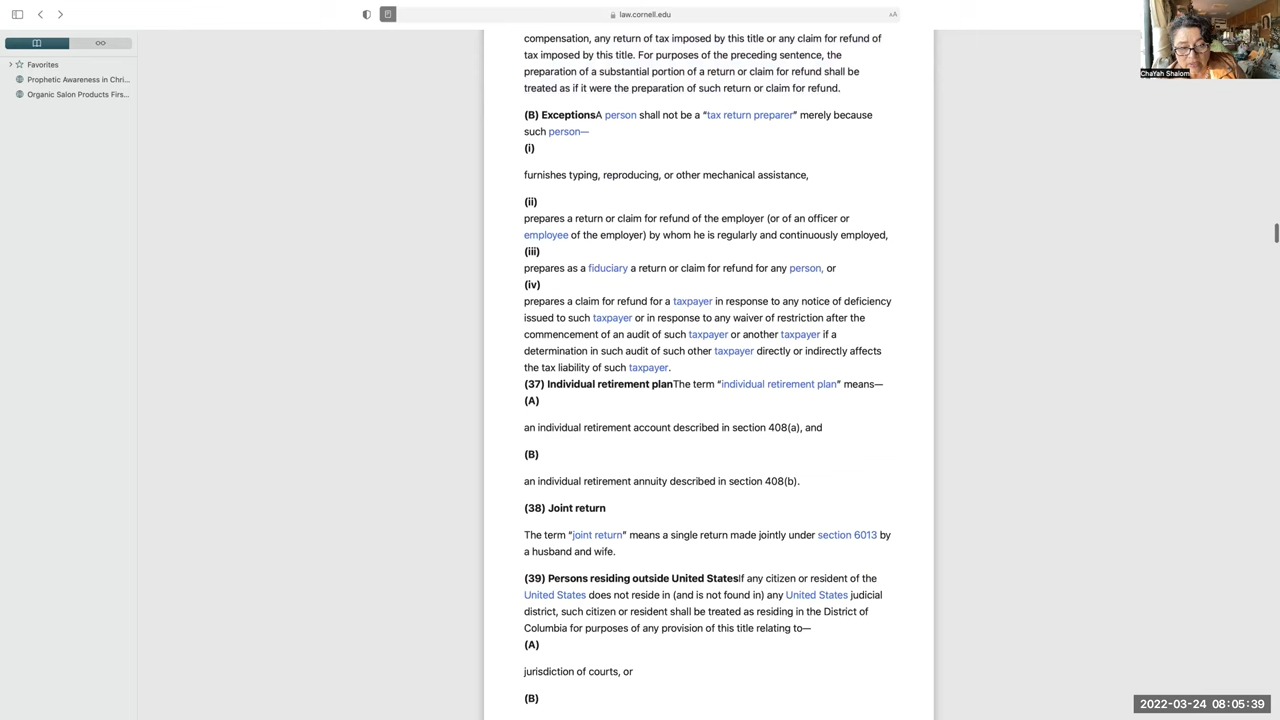 law.cornell.edu
AA
Favorites
Prophetic Awareness in Chri...
Organic Salon Products Firs...
compensation, any return of tax imposed by this title or any claim for refund of
tax imposed by this title. For purposes of the preceding sentence, the
preparation of a substantial portion of a return or claim for refund shall be
treated as if it were the preparation of such return or claim for refund.
(B) ExceptionsA person shall not be a “tax return preparer” merely because
such person—
(i)
furnishes typing, reproducing, or other mechanical assistance,
(ii)
prepares a return or claim for refund of the employer (or of an officer or
employee of the employer) by whom he is regularly and continuously employed,
(iii)
prepares as a fiduciary a return or claim for refund for any person, or
(iv)
prepares a claim for refund for a taxpayer in response to any notice of deficiency
issued to such taxpayer or in response to any waiver of restriction after the
commencement of an audit of such taxpayer or another taxpayer if a
determination in such audit of such other taxpayer directly or indirectly affects
the tax liability of such taxpayer.
(37) Individual retirement planThe term “individual retirement plan” means—
(A)
an individual retirement account described in section 408(a), and
(B)
an individual retirement annuity described in section 408(b).
(38) Joint return
The term “joint return” means a single return made jointly under section 6013 by
a husband and wife.
(39) Persons residing outside United StatesIf any citizen or resident of the
United States does not reside in (and is not found in) any United States judicial
district, such citizen or resident shall be treated as residing in the District of
Columbia for purposes of any provision of this title relating to—
(A)
jurisdiction of courts, or
(B)
ChaYah Shalom
2022-03-24 08:05:39